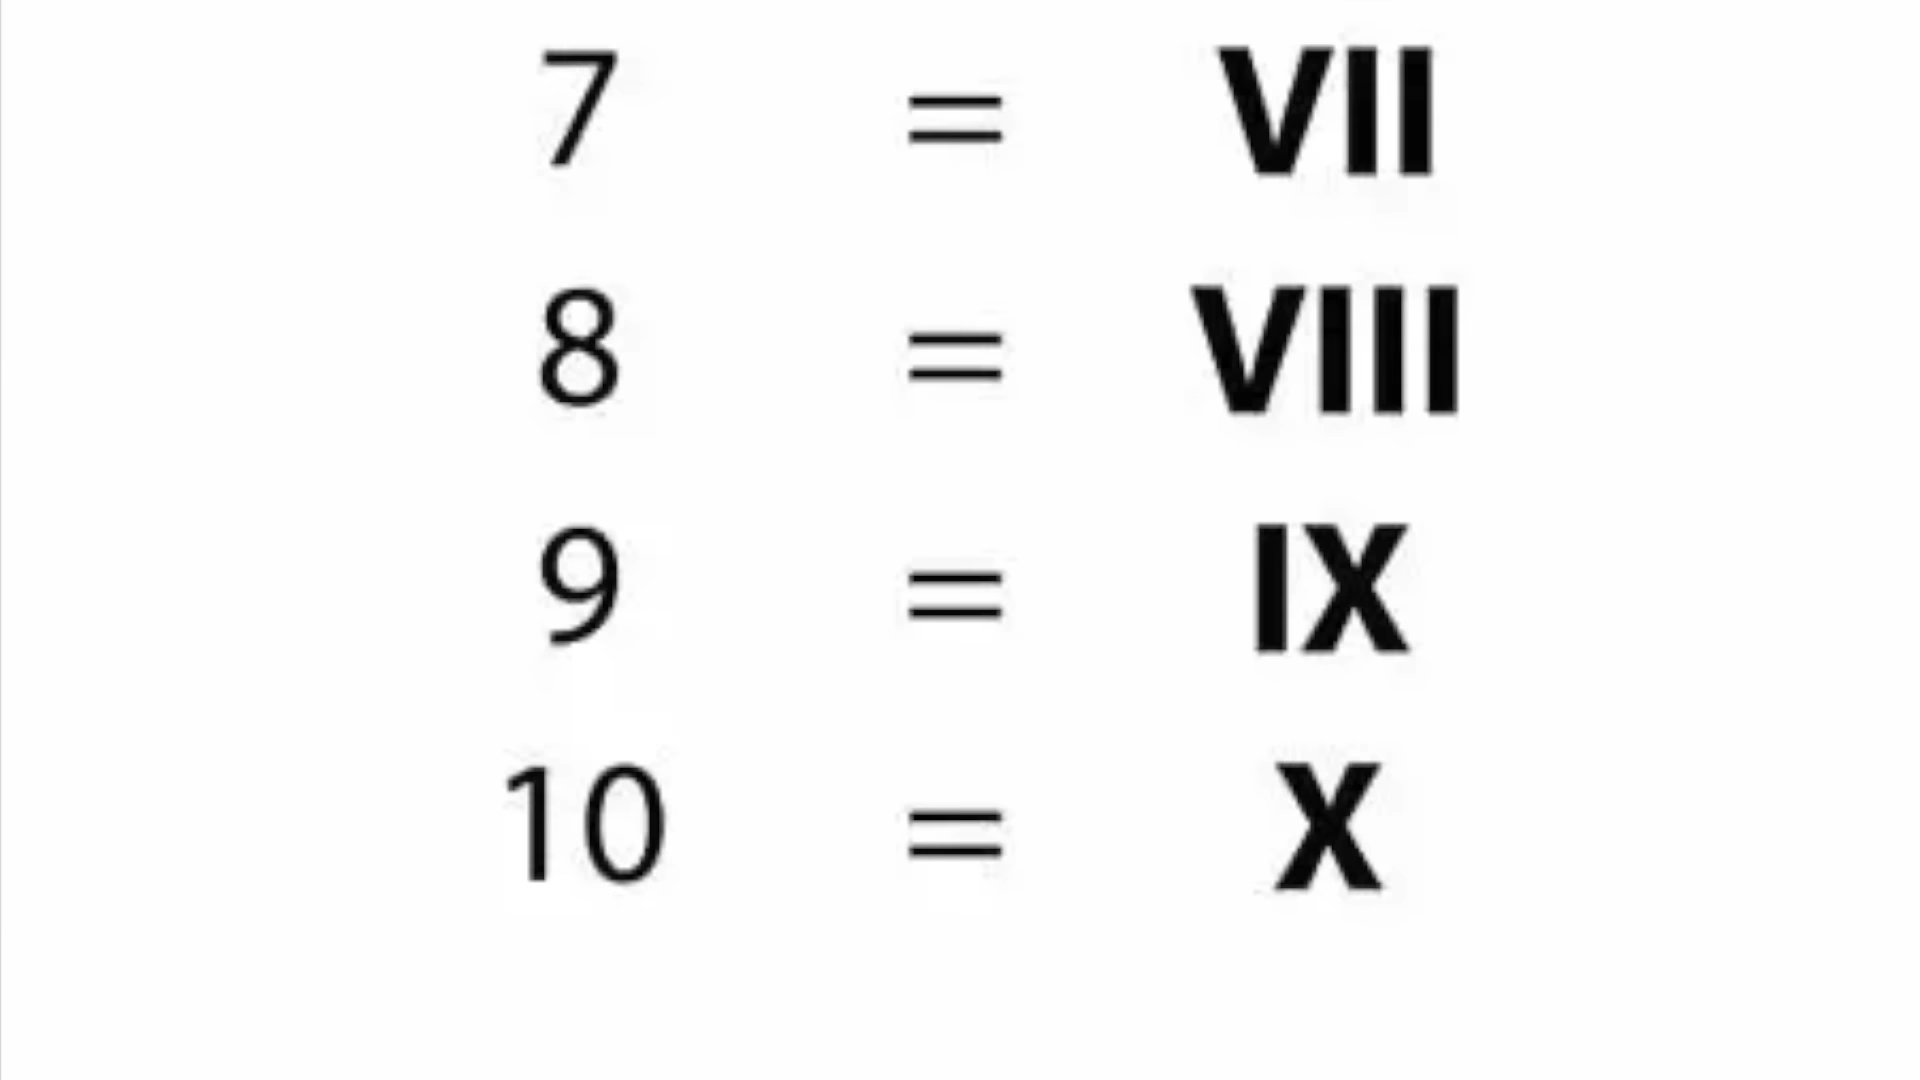 7 = VII
8 = VIII
9 = IX
10 = X